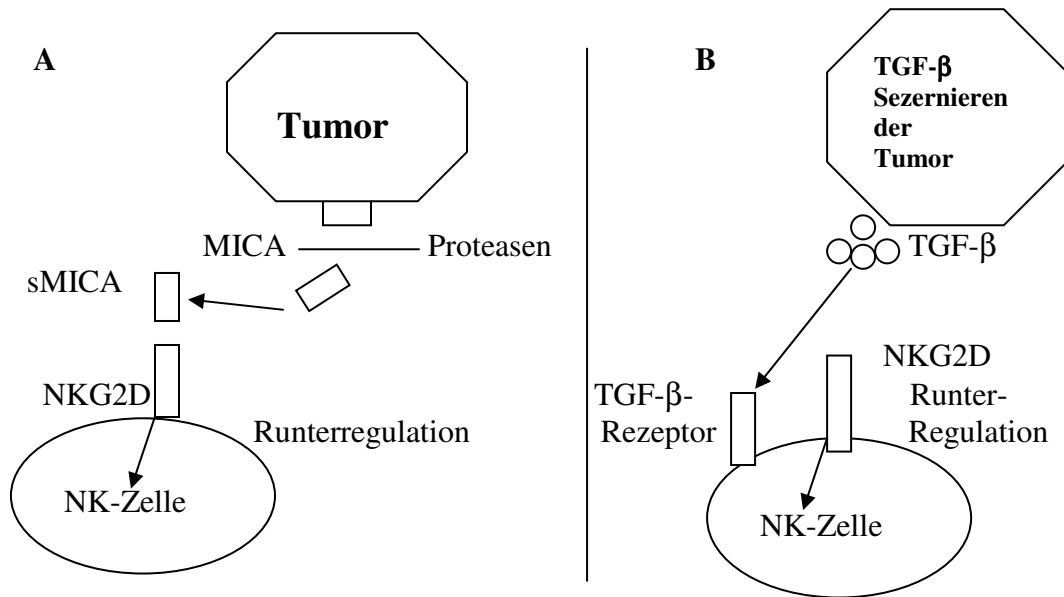 A
Tumor
MICA
Proteasen
sMICA
NKG2D
Runterregulation
NK-Zelle
B
TGF-β
Sezernieren
der
Tumor
TGF-β
NKG2D
Runter-
Regulation
TGF-β-
Rezeptor
NK-Zelle